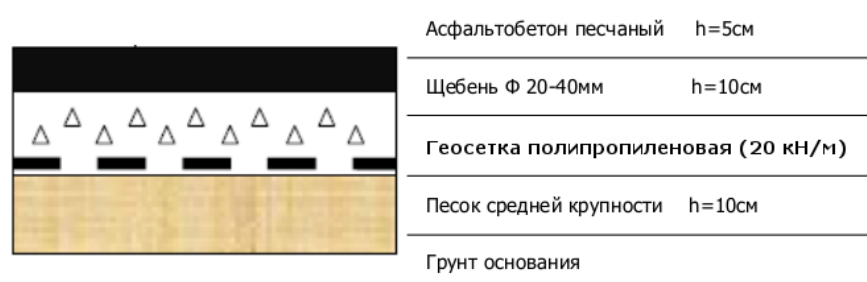 Асфальтобетон песчаный h=5см
Щебень Ф 20-40мм h=10см
Геосетка полипропиленовая (20 кН/м)
Песок средней крупности h=10см
Грунт основания